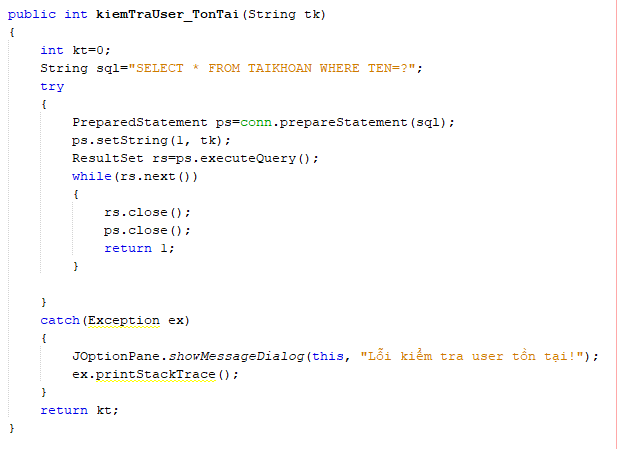 public int kiemTraUser_TonTai(String tk)
{
    int kt=0;
    String sql="SELECT * FROM TAIKHOAN WHERE TEN=?";
    try
    {
        PreparedStatement ps=conn.prepareStatement(sql);
        ps.setString(1, tk);
        ResultSet rs=ps.executeQuery();
        while(rs.next())
        {
            rs.close();
            ps.close();
            return 1;
        }

    }
    catch(Exception ex)
    {
        JOptionPane.showMessageDialog(this, "Lỗi kiểm tra user tồn tại!");
        ex.printStackTrace();
    }
    return kt;
}